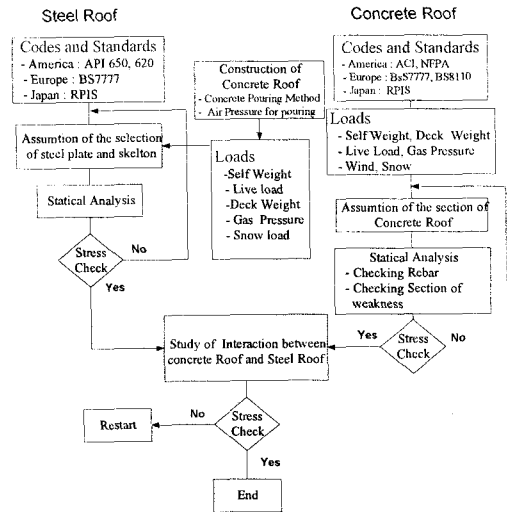 Steel Roof
Codes and Standards
- America : API 650, 620
- Europe : BS7777
- Japan : RPIS
Assumtion of the selection
of steel plate and skelton
Statical Analysis
Stress
Check
No
Yes
Construction of
Concrete Roof
- Concrete Pouring Method
- Air Pressure for pouring
Loads
-Self Weight
- Live load
-Deck Weight
- Gas Pressure
- Snow load
Concrete Roof
Codes and Standards
- America : ACI, NFPA
- Europe : BsS7777, BS8110
- Japan : RPIS
Loads
- Self Weight, Deck Weight
- Live Load, Gas Pressure
- Wind, Snow
Assumtion of the section of
Concrete Roof
Statical Analysis
- Checking Rebar
- Checking Section of
weakness
Yes
Stress
Check
No
Study of Interaction between
concrete Roof and Steel Roof
No
Stress
Check
Restart
Yes
End